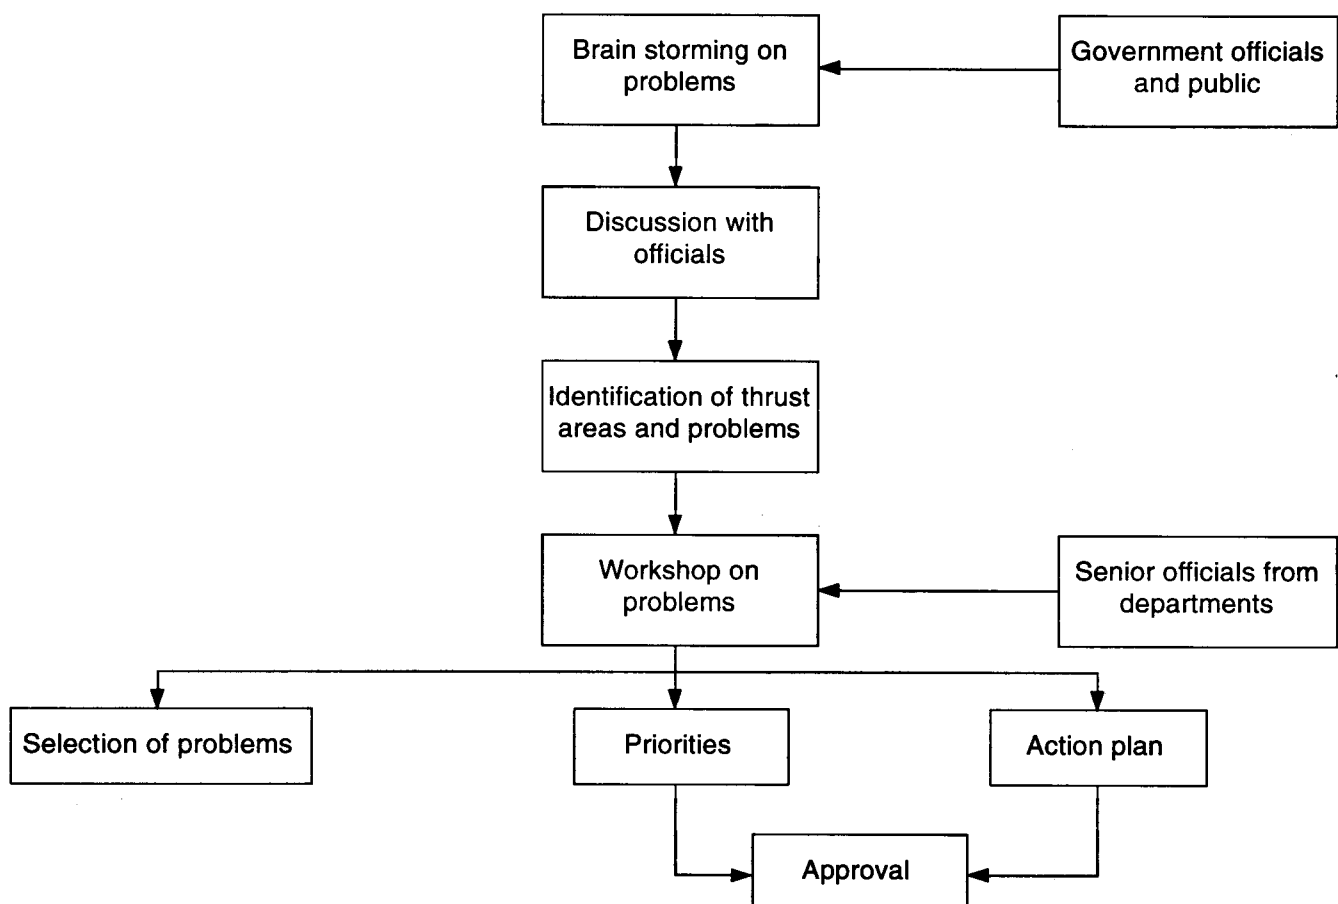 Brain storming on
problems
Government officials
and public
Discussion with
officials
Identification of thrust
areas and problems
Workshop on
problems
Senior officials from
departments
Selection of problems
Priorities
Action plan
Approval